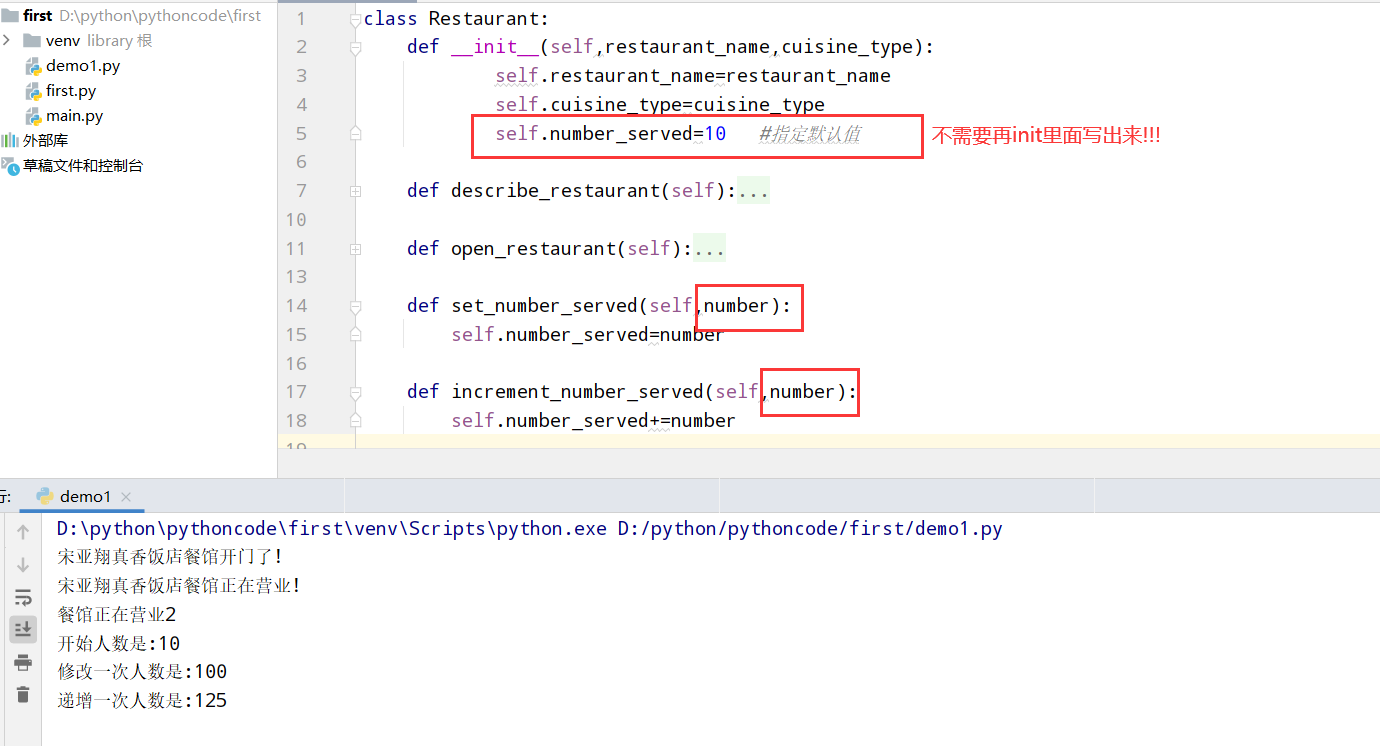 first D:\python\pythoncode\first
venv library 根
demo1.py
first.py
main.py
外部库
草稿文件和控制台
1 class Restaurant:
2 def __init__(self,restaurant_name,cuisine_type):
3 self.restaurant_name=restaurant_name
4 self.cuisine_type=cuisine_type
5 self.number_served=10 #指定默认值 不需要再init里面写出来!!!
6
7 def describe_restaurant(self):...
10
11 def open_restaurant(self):...
13
14 def set_number_served(self,number):
15 self.number_served=number
16
17 def increment_number_served(self,number):
18 self.number_served+=number
19
行: demo1
D:\python\pythoncode\first\venv\Scripts\python.exe D:/python/pythoncode/first/demo1.py
宋亚翔真香饭店餐馆开门了!
宋亚翔真香饭店餐馆正在营业!
餐馆正在营业2
开始人数是:10
修改一次人数是:100
递增一次人数是:125